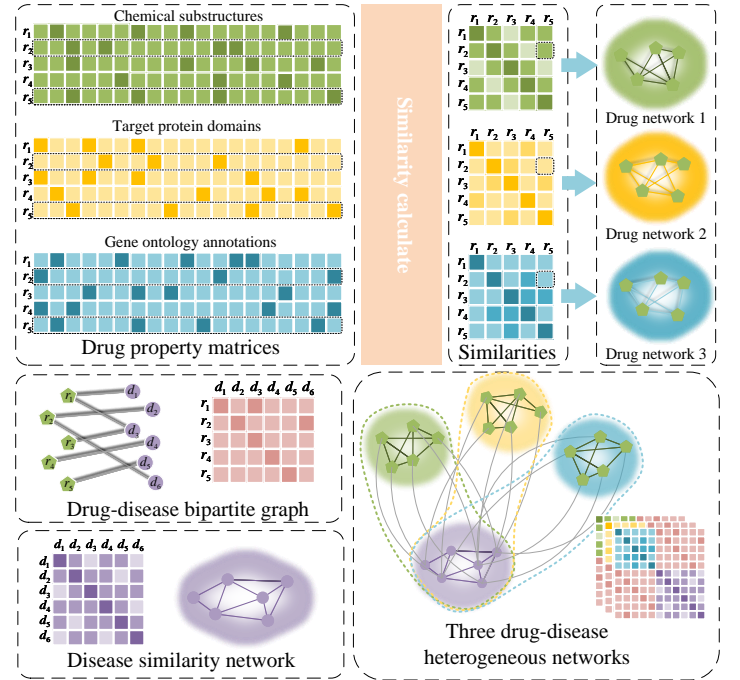 Chemical substructures
r1
r2
r3
r4
r5
Target protein domains
r1
r2
r3
r4
r5
Gene ontology annotations
r1
r2
r3
r4
r5
Drug property matrices
Similarity calculate
r1 r2 r3 r4 r5
r1
r2
r3
r4
r5
r1 r2 r3 r4 r5
r1
r2
r3
r4
r5
r1 r2 r3 r4 r5
r1
r2
r3
r4
r5
Similarities
Drug network 1
Drug network 2
Drug network 3
r1
r2
r3
r4
r5
d1
d2
d3
d4
d5
d6
d1 d2 d3 d4 d5 d6
r1
r2
r3
r4
r5
Drug-disease bipartite graph
d1 d2 d3 d4 d5 d6
d1
d2
d3
d4
d5
d6
Disease similarity network
Three drug-disease
heterogeneous networks